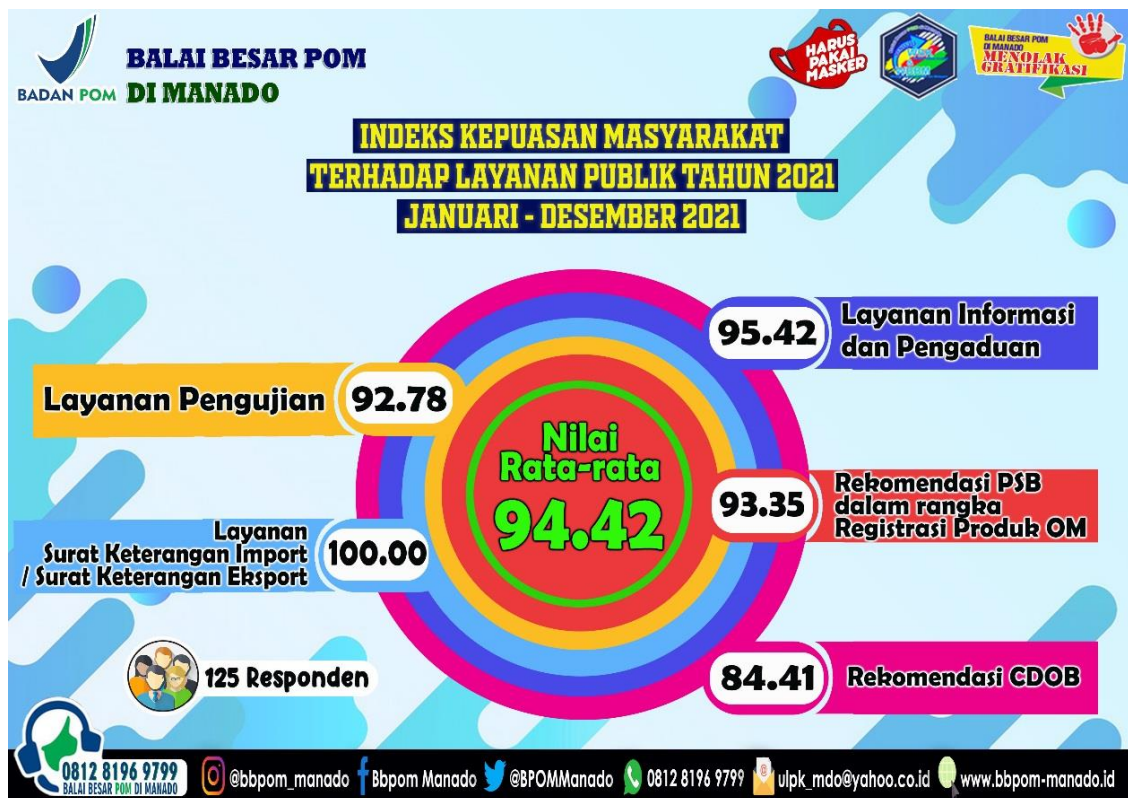 BADAN POM
BALAI BESAR POM
DI MANADO
HARUS
PAKAI
MASKER
BALAI BESAR POM
DI MANADO
MENOLAK
GRATIFIKASI
INDEKS KEPUASAN MASYARAKAT
TERHADAP LAYANAN PUBLIK TAHUN 2021
JANUARI - DESEMBER 2021
Layanan Pengujian 92.78
Layanan
Surat Keterangan Import
/ Surat Keterangan Eksport
100.00
Nilai
Rata-rata
94.42
95.42
Layanan Informasi
dan Pengaduan
93.35
Rekomendasi PSB
dalam rangka
Registrasi Produk OM
84.41 Rekomendasi CDOB
125 Responden
0812 8196 9799
BALAI BESAR POM DI MANADO
@bbpom_manado Bbpom Manado @BPOMManado 0812 8196 9799 ulpk_mdo@yahoo.co.id www.bbpom-manado.id